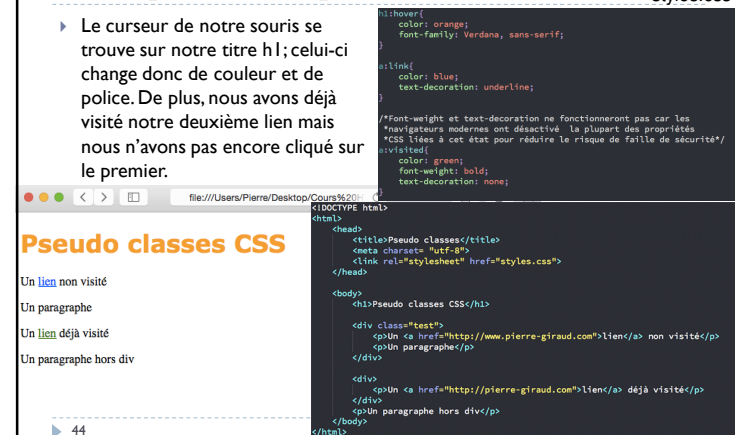 Le curseur de notre souris se
trouve sur notre titre h1; celui-ci
change donc de couleur et de
police. De plus, nous avons déjà
visité notre deuxième lien mais
nous n'avons pas encore cliqué sur
le premier.
h1:hover{
color: orange;
font-family: Verdana, sans-serif;
}
a:link{
color: blue;
text-decoration: underline;
}
/*Font-weight et text-decoration ne fonctionneront pas car les
*navigateurs modernes ont désactivé la plupart des propriétés
*CSS liées à cet état pour réduire le risque de faille de sécurité*/
a:visited{
color: green;
font-weight: bold;
text-decoration: none;
}
file:///Users/Pierre/Desktop/Cours%20H
Pseudo classes CSS
Un lien non visité
Un paragraphe
Un lien déjà visité
Un paragraphe hors div
<!DOCTYPE html>
<html>
<head>
<title>Pseudo classes</title>
<meta charset= "utf-8">
<link rel="stylesheet" href="styles.css">
</head>
<body>
<h1>Pseudo classes CSS</h1>
<div class="test">
<p>Un <a href="http://www.pierre-giraud.com">lien</a> non visité</p>
<p>Un paragraphe</p>
</div>
<div>
<p>Un <a href="http://pierre-giraud.com">lien</a> déjà visité</p>
</div>
<p>Un paragraphe hors div</p>
</body>
</html>
44